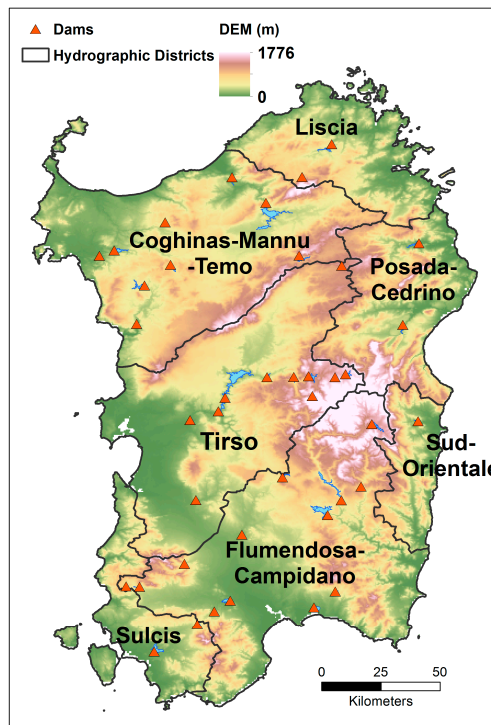 Dams
Hydrographic Districts
DEM (m)
1776
0
Liscia
Coghinas-Mannu
-Temo
Posada-
Cedrino
Tirso
Sud-
Orientale
Flumendosa-
Campidano
Sulcis
0 25 50
Kilometers